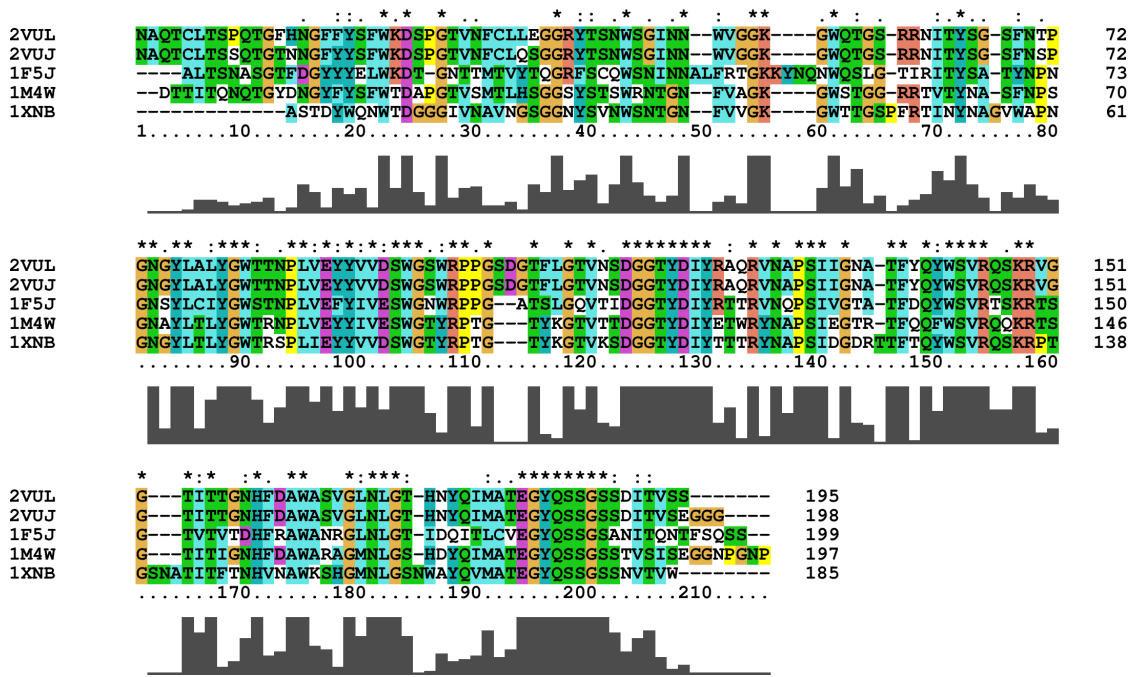 . ::. * *:* : * :: * . * ** .* : . .:*: : .
2VUL NAQTCLTSPQTGFHNGFFYSFWKDSPGTVNFCLLEGGRYTSNWSGINN--WVGGK----GWQTGS-RRNITYSG-SFNTP 72
2VUJ NAQTCLTSSQTGTNNGFFYSFWKDSPGTVNFCLQSGGRYTSNWSGINN--WVGGK----GWQTGS-RRNITYSG-SFNTP 72
1F5J ----ALTSNASGTFDGYYYELWKDT-GNTTMTVYTQGRFSCQWSNINNALFRTGKKYNQNWQSLG-TIRITYSA-TYNPN 73
1M4W --DTTITQNQTGYDNGYFYSFWTDAPGTVSMTLHSGGSYSTSWRNTGN--FVAGK----GWSTGG-RRTVTYNA-SFNPS 70
1XNB -------------ASTDYWQNWTDGGGIVNAVNGSGGNYSVNWSNTGN--FVVGK----GWTTGSPFRTINYNAGVWAPN 61
1.......10........20........30........40........50........60........70........80
** ** :***: . **:*:**::***:.***:* * :* *. ********* * * **: * ** * :**** : **
2VUL GNGYLALYGWTTNPLVEYYVVDSWGSWRPPGSDGTFLGTVNSDGGTYDIYRAQRVNAPSIIGNA-TFYQYWSVRQSKRVG 151
2VUJ GNGYLALYGWTTNPLVEYYVVDSWGSWRPPGSDGTFLGTVNSDGGTYDIYRAQRVNAPSIIGNA-TFYQYWSVRQSKRVG 151
1F5J GNSYLCIYGWSTNPLVEFYIVESWGNWRPPG--ATSLGQVTIDGGTYDIYRTTRVNQPSIVGTA-TFDQYWSVRTSKRTS 150
1M4W GNAYLTLYGWTRNPLVEYYIVESWGTYRPTG---TYKGTVTTDGGTYDIYETWRYNAPSIEGTR-TFQQFWSVRQQKRTS 146
1XNB GNGYLTLYGWTRSPLIEYYVVDSWGTYRPTG---TYKGTVKSDGGTYDIYTTTRYNAPSIDGDRTTFTQYWSVRQSKRPT 138
........90.......100.......110.......120.......130.......140.......150.......160
* *:* :* . ** *:***: *..********* ::
2VUL G---TITTGNHFDAWASVGLNLGT-HNYQIMATEGYQSSGSSDITVSS------- 195
2VUJ G---TITTGNHFDAWASVGLNLGT-HNYQIMATEGYQSSGSSDITVSEGGG---- 198
1F5J G---TVTVTDHFRAWANRGLNLGT-IDQITLCVEGYQSSGSANITQNTFSQSS-- 199
1M4W G---TITIGNHFDAWARAGMNLGS-HDYQIMATEGYQSSGSSTVSISEGGNPGNP 197
1XNB GSNATITFTNHVNAWKSHGMNLGSNWAYQVMATEGYQSSGSSNVTVW-------- 185
.......170.......180.......190.......200.......210.....